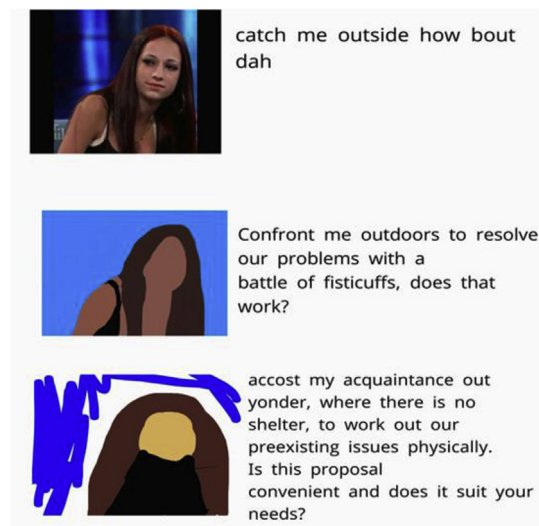 catch me outside how bout
dah
Confront me outdoors to resolve
our problems with a
battle of fisticuffs, does that
work?
accost my acquaintance out
yonder, where there is no
shelter, to work out our
preexisting issues physically.
Is this proposal
convenient and does it suit your
needs?